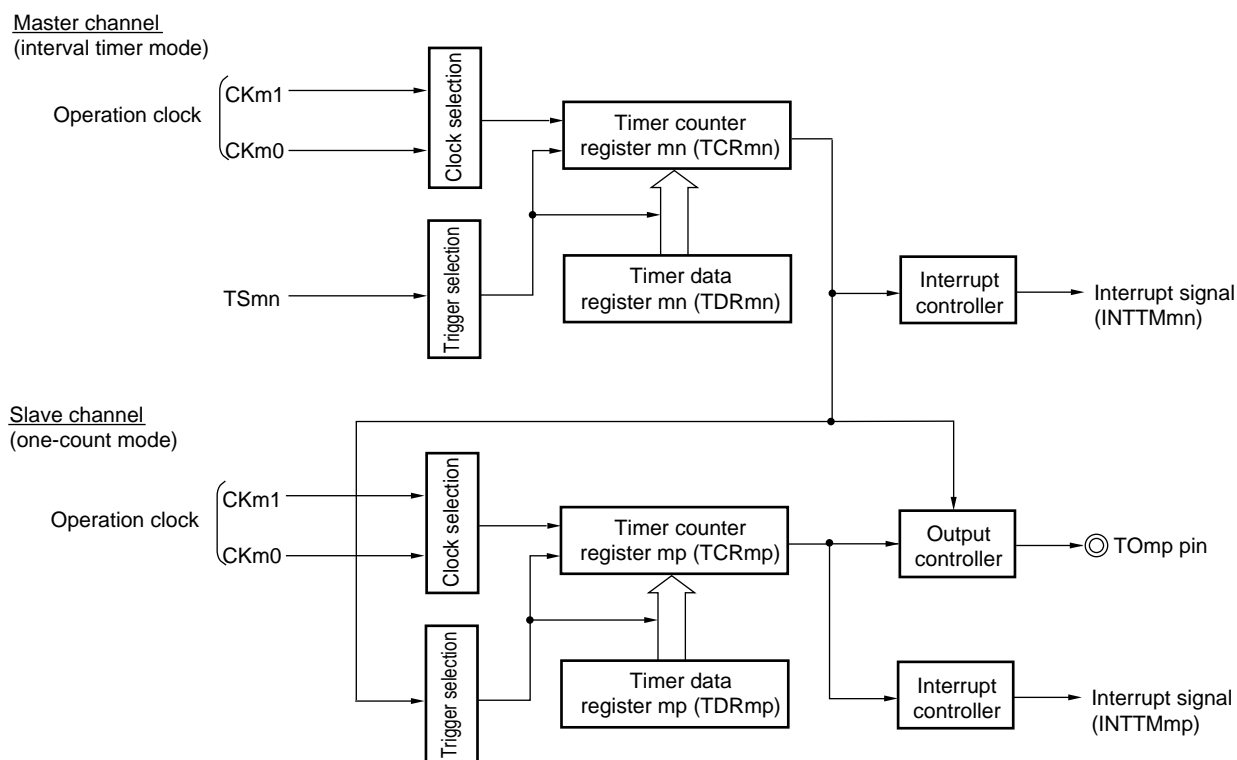 Master channel
(interval timer mode)
Operation clock
CKm1
CKm0
Clock selection
Timer counter
register mn (TCRmn)
TSmn
Trigger selection
Timer data
register mn (TDRmn)
Interrupt
controller
Interrupt signal
(INTTMmn)
Slave channel
(one-count mode)
Operation clock
CKm1
CKm0
Clock selection
Timer counter
register mp (TCRmp)
Output
controller
TOmp pin
Trigger selection
Timer data
register mp (TDRmp)
Interrupt
controller
Interrupt signal
(INTTMmp)